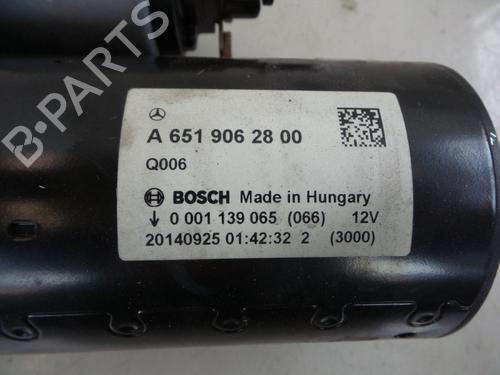 B-PARTS
A 651 906 28 00
Q006
BOSCH Made in Hungary
0 001 139 065 (066) 12V
20140925 01:42:32 2 (3000)